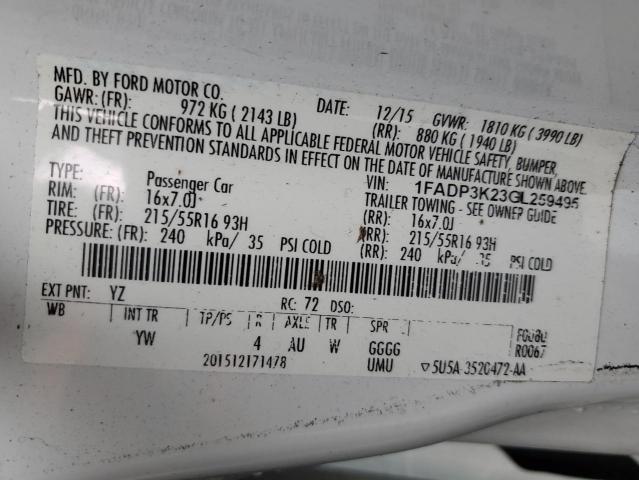 MFD. BY FORD MOTOR CO.
DATE: 12/15 GVWR: 1810 KG ( 3990 LB)
GAWR: (FR): 972 KG ( 2143 LB) (RR): 880 KG ( 1940 LB)
THIS VEHICLE CONFORMS TO ALL APPLICABLE FEDERAL MOTOR VEHICLE SAFETY, BUMPER,
AND THEFT PREVENTION STANDARDS IN EFFECT ON THE DATE OF MANUFACTURE SHOWN ABOVE.
VIN: 1FADP3K23GL259495
TYPE: Passenger Car TRAILER TOWING - SEE OWNER GUIDE
RIM: (FR): 16x7.0J (RR): 16x7.0J
TIRE: (FR): 215/55R16 93H (RR): 215/55R16 93H
PRESSURE: (FR): 240 kPa/ 35 PSI COLD (RR): 240 kPa/ 35 PSI COLD
EXT PNT: YZ RC: 72 DSO:
WB INT TR TP/PS R AXLE TR SPR F0080
YW 4 AU W GGGG R0067
201512171478 UMU 5U5A-3520472-AA